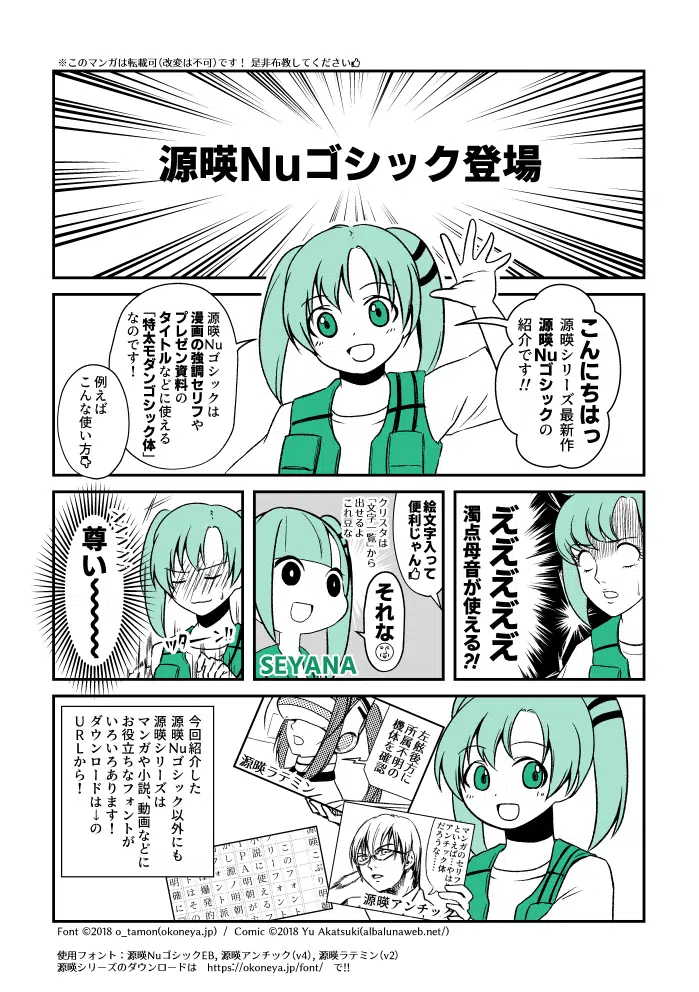 ※このマンガは転載可(改変は不可)です! 是非布教してください👍
源暎Nuゴシック登場
こんにちはっ
源暎シリーズ最新作
源暎Nuゴシックの
紹介です!!
源暎Nuゴシックは
漫画の強調セリフや
プレゼン資料の
タイトルなどに使える
「特太モダンゴシック体」
なのです!
例えば
こんな使い方👇
え゙え゙え゙え゙え゙
濁点母音が使える?!
絵文字入って
便利じゃん👍
クリスタは
「文字一覧」から
出せるよ
これ豆な
それな
SEYANA
ッターン!!
尊い〜〜〜〜
左舷後方に
所属不明の
機体を確認
源暎ラテミン
マンガのセリフ
といえば…やは
アンチック体
だろうな……
源暎アンチック
今回紹介した
源暎Nuゴシック以外にも
源暎シリーズは
マンガや小説、動画などに
お役立ちなフォントが
いろいろあります!
ダウンロードは↓の
URLから!
Font ©2018 o_tamon(okoneya.jp) / Comic ©2018 Yu Akatsuki(albalunaweb.net/)
使用フォント:源暎NuゴシックEB, 源暎アンチック(v4), 源暎ラテミン(v2)
源暎シリーズのダウンロードは https://okoneya.jp/font/ で!!